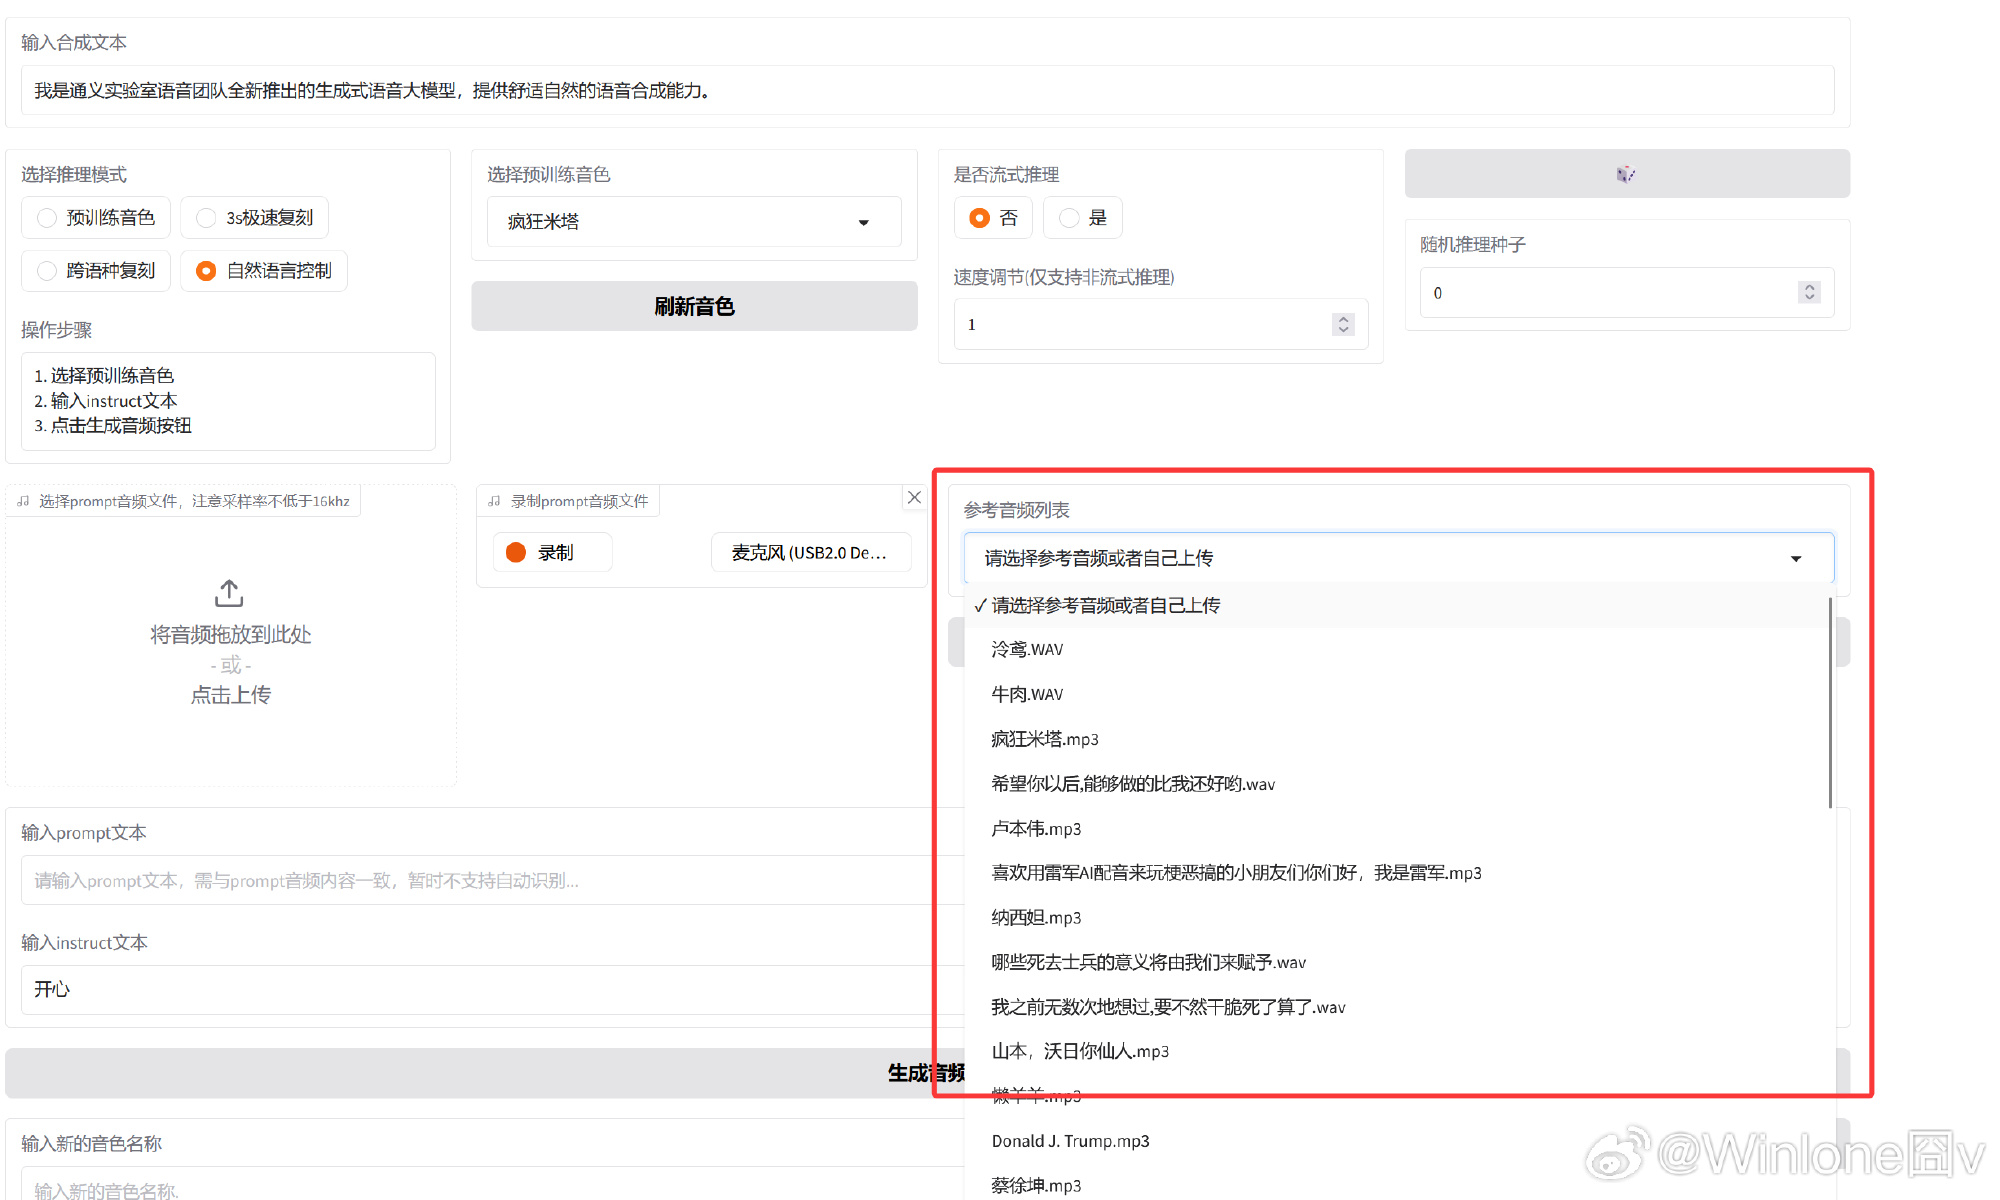 输入合成文本
我是通义实验室语音团队全新推出的生成式语音大模型，提供舒适自然的语音合成能力。
选择推理模式
预训练音色
3s极速复刻
跨语种复刻
自然语言控制
操作步骤
1. 选择预训练音色
2. 输入instruct文本
3. 点击生成音频按钮
选择预训练音色
疯狂米塔
刷新音色
是否流式推理
否
是
速度调节(仅支持非流式推理)
1
随机推理种子
0
选择prompt音频文件，注意采样率不低于16khz
将音频拖放到此处
- 或 -
点击上传
录制prompt音频文件
录制
麦克风 (USB2.0 De...
参考音频列表
请选择参考音频或者自己上传
✓ 请选择参考音频或者自己上传
泠鸢.WAV
牛肉.WAV
疯狂米塔.mp3
希望你以后,能够做的比我还好哟.wav
卢本伟.mp3
喜欢用雷军AI配音来玩梗恶搞的小朋友们你们好，我是雷军.mp3
纳西妲.mp3
哪些死去士兵的意义将由我们来赋予.wav
我之前无数次地想过,要不然干脆死了算了.wav
山本，沃日你仙人.mp3
懒羊羊.mp3
Donald J. Trump.mp3
蔡徐坤.mp3
输入prompt文本
请输入prompt文本，需与prompt音频内容一致，暂时不支持自动识别...
输入instruct文本
开心
生成音频
输入新的音色名称
输入新的音色名称.
@Winlone囧v